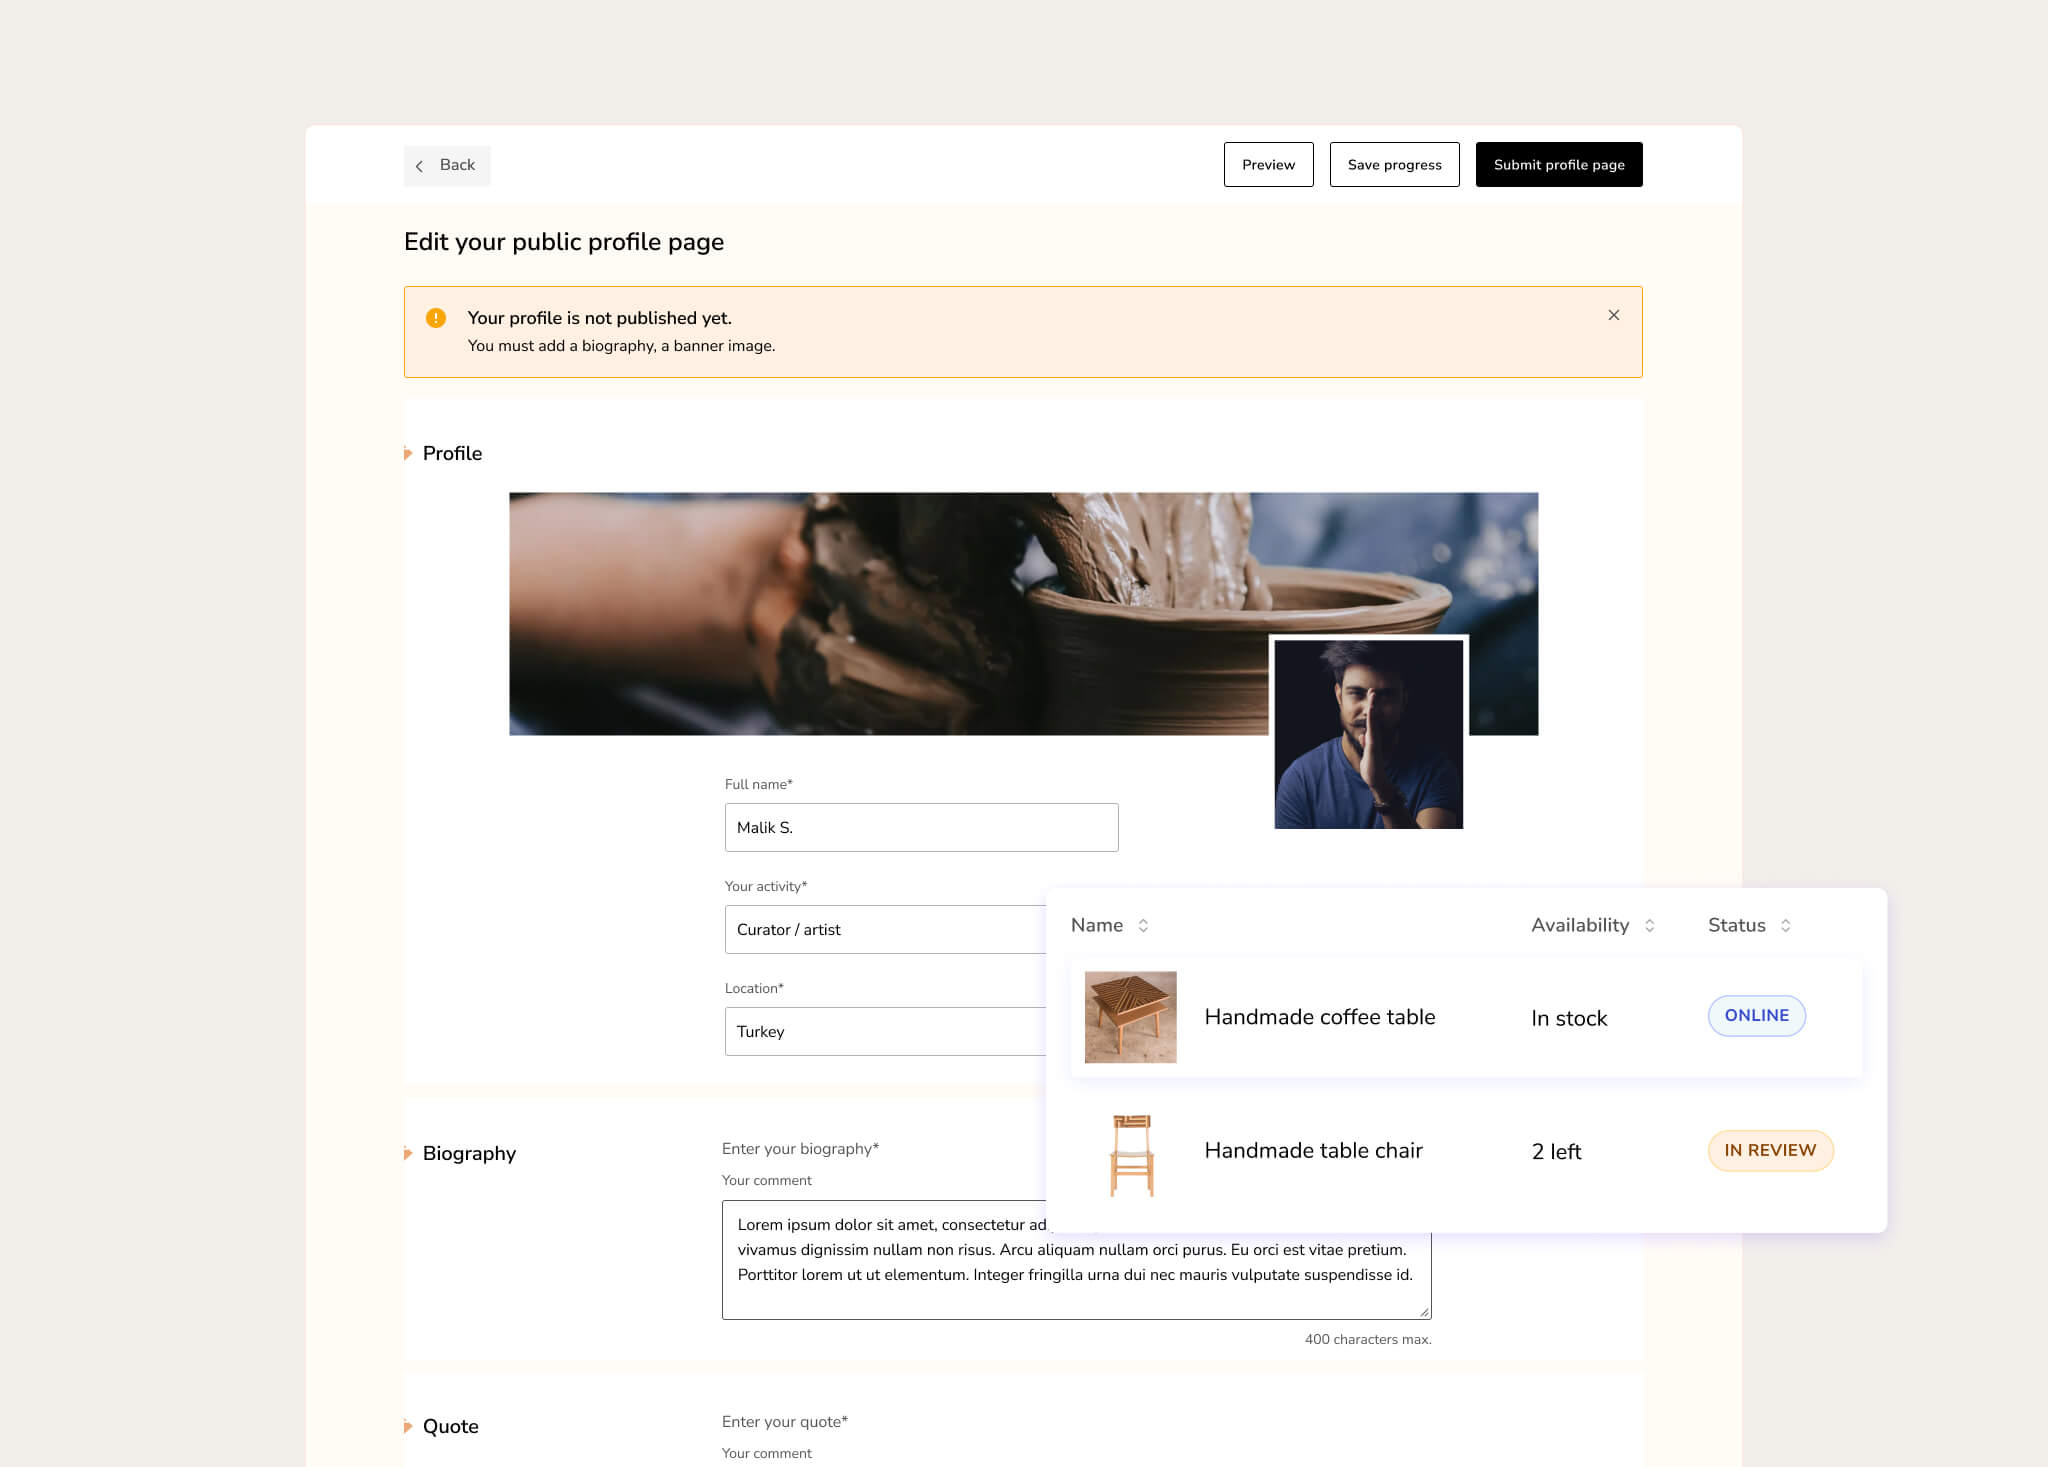 Back
Preview
Save progress
Submit profile page
Edit your public profile page
Your profile is not published yet.
You must add a biography, a banner image.
Profile
Full name*
Malik S.
Your activity*
Curator / artist
Location*
Turkey
Name
Availability
Status
Handmade coffee table
In stock
ONLINE
Handmade table chair
2 left
IN REVIEW
Biography
Enter your biography*
Your comment
Lorem ipsum dolor sit amet, consectetur
vivamus dignissim nullam non risus. Arcu aliquam nullam orci purus. Eu orci est vitae pretium.
Porttitor lorem ut ut elementum. Integer fringilla urna dui nec mauris vulputate suspendisse id.
400 characters max.
Quote
Enter your quote*
Your comment